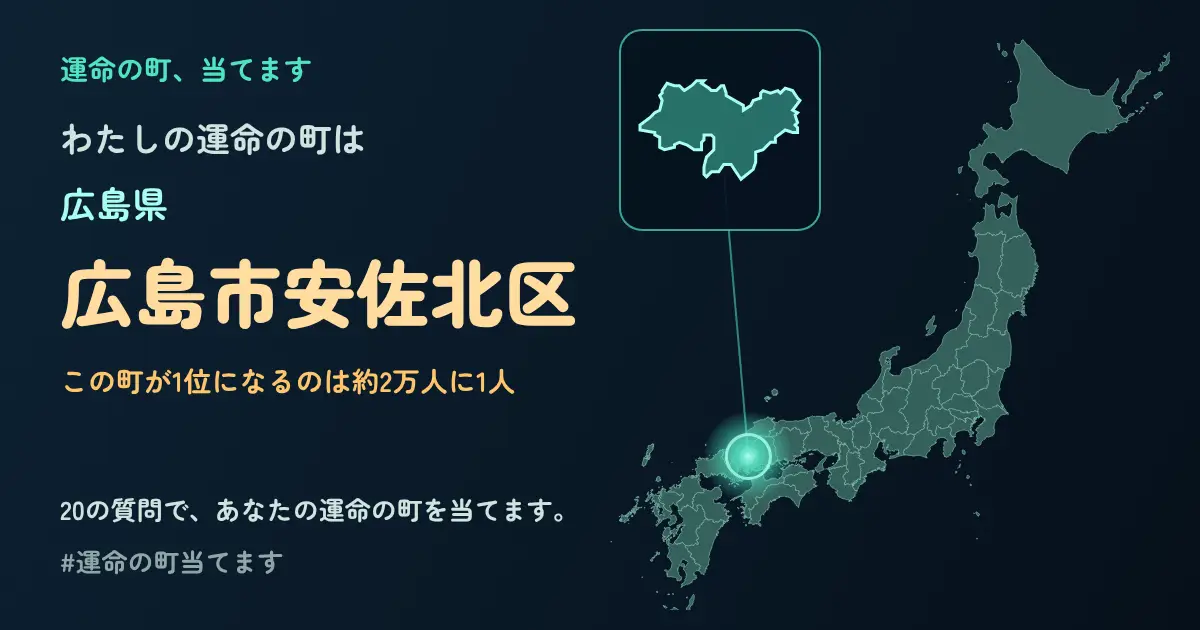 運命の町、当てます
わたしの運命の町は
広島県
広島市安佐北区
この町が1位になるのは約2万人に1人
20の質問で、あなたの運命の町を当てます。
#運命の町当てます